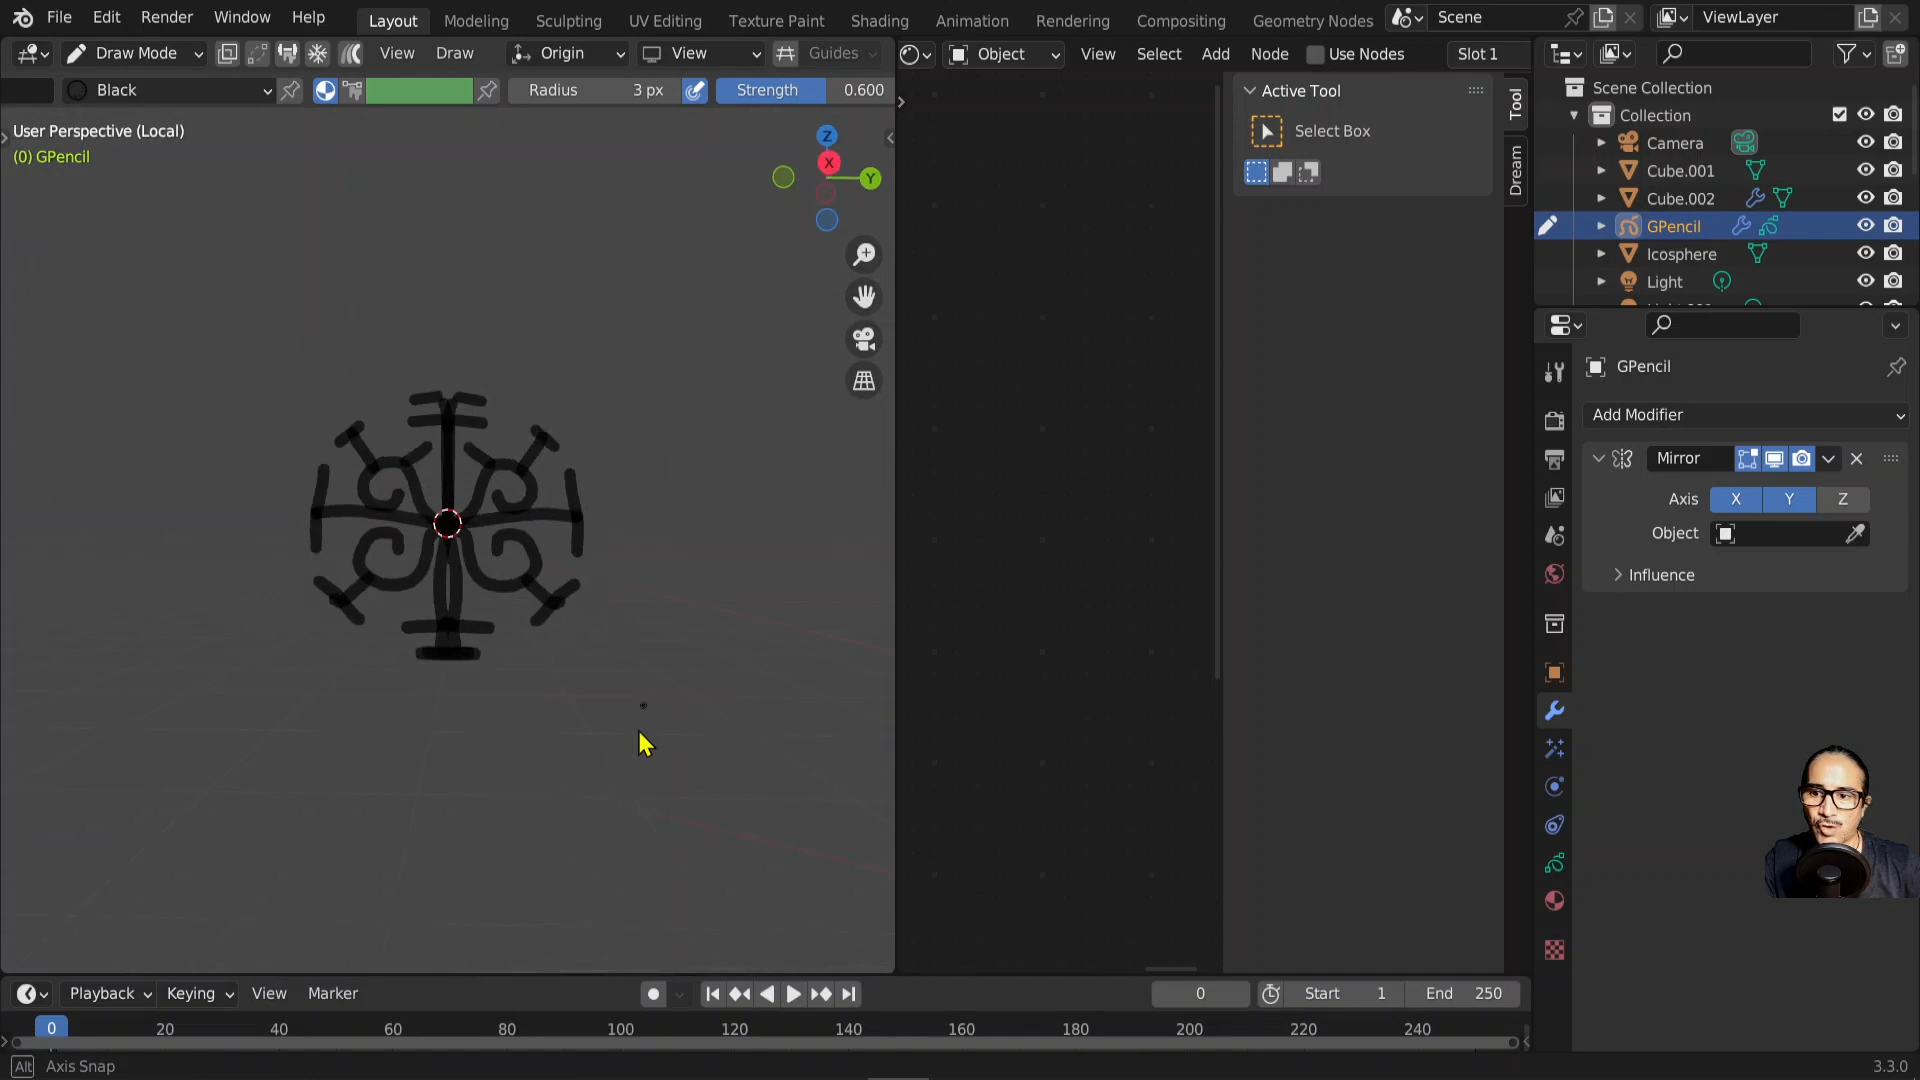 File Edit Render Window Help Layout Modeling Sculpting UV Editing Texture Paint Shading Animation Rendering Compositing Geometry Nodes Scene ViewLayer
Draw Mode View Draw Origin View Guides Object View Select Add Node Use Nodes Slot 1
Black Radius 3 px Strength 0.600
User Perspective (Local)
(0) GPencil
Z
X
Y
Active Tool
Select Box
Tool
Dream
Scene Collection
Collection
Camera
Cube.001
Cube.002
GPencil
Icosphere
Light
GPencil
Add Modifier
Mirror
Axis X Y Z
Object
Influence
Playback Keying View Marker 0 Start 1 End 250
0 20 40 60 80 100 120 140 160 180 200 220 240
Alt Axis Snap 3.3.0